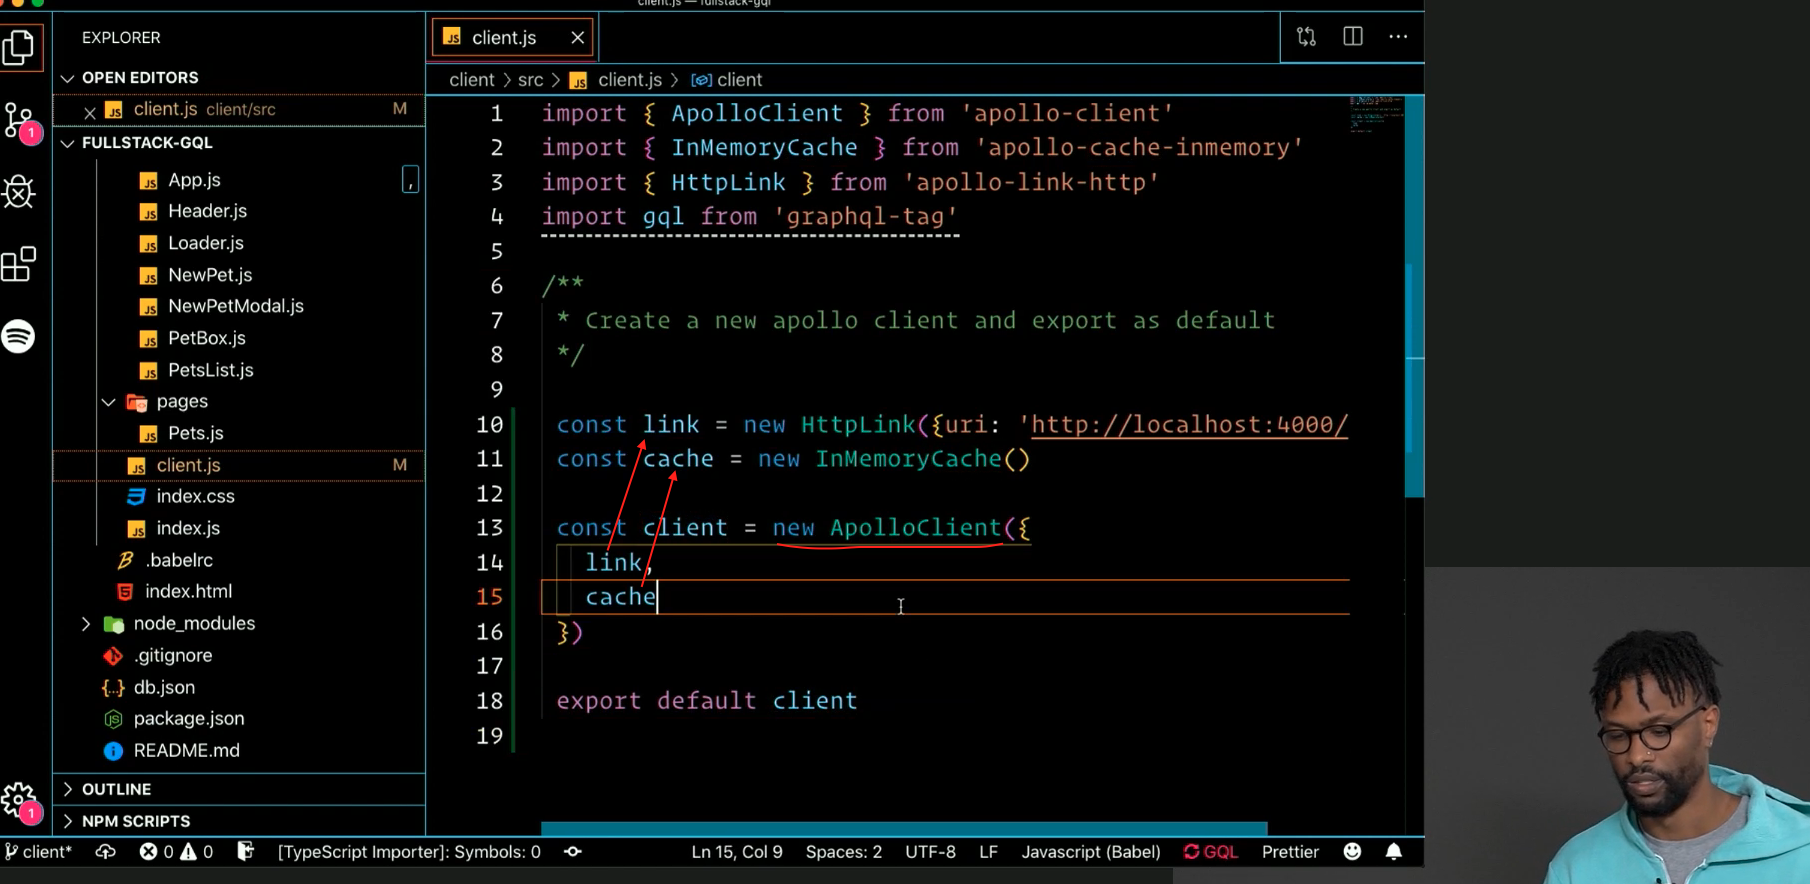 client.js — fullstack-gql
EXPLORER
OPEN EDITORS
client.js client/src M
FULLSTACK-GQL
App.js ,
Header.js
Loader.js
NewPet.js
NewPetModal.js
PetBox.js
PetsList.js
pages
Pets.js
client.js M
index.css
index.js
.babelrc
index.html
node_modules
.gitignore
db.json
package.json
README.md
OUTLINE
NPM SCRIPTS
1
1
client.js
client > src > client.js > client
1 import { ApolloClient } from 'apollo-client'
2 import { InMemoryCache } from 'apollo-cache-inmemory'
3 import { HttpLink } from 'apollo-link-http'
4 import gql from 'graphql-tag'
5
6 /**
7 * Create a new apollo client and export as default
8 */
9
10 const link = new HttpLink({uri: 'http://localhost:4000/
11 const cache = new InMemoryCache()
12
13 const client = new ApolloClient({
14 link,
15 cache
16 })
17
18 export default client
19
client* 0 0 [TypeScript Importer]: Symbols: 0 Ln 15, Col 9 Spaces: 2 UTF-8 LF Javascript (Babel) GQL Prettier